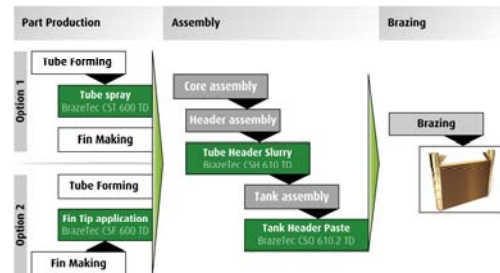 Part Production
Assembly
Brazing
Option 1
Tube Forming
Tube spray
BrazeTec CST 600 TD
Fin Making
Option 2
Tube Forming
Fin Tip application
BrazeTec CSF 600 TD
Fin Making
Core assembly
Header assembly
Tube Header Slurry
BrazeTec CSH 610 TD
Tank assembly
Tank Header Paste
BrazeTec CSO 610.2 TD
Brazing